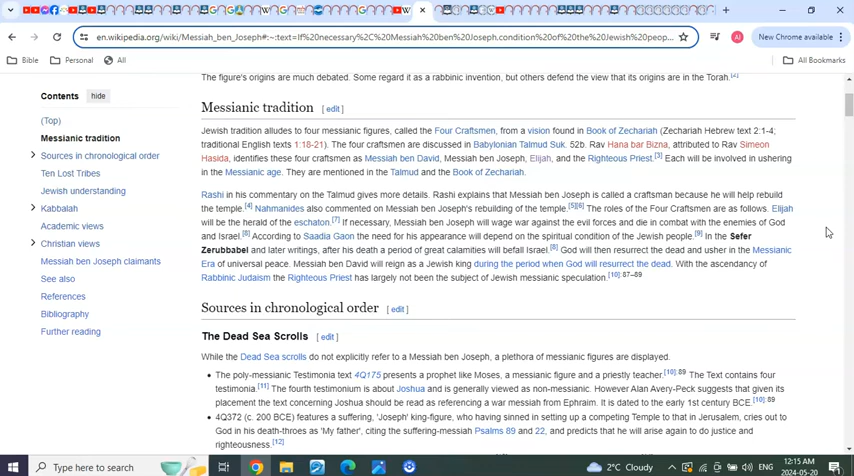 en.wikipedia.org/wiki/Messiah_ben_Joseph#:~:text=If%20necessary%2C%20Messiah%20ben%20Joseph,condition%20of%20the%20Jewish%20peop...
New Chrome available
Bible Personal All All Bookmarks
The figure's origins are much debated. Some regard it as a rabbinic invention, but others defend the view that its origins are in the Torah.[2]
Contents hide
(Top)
Messianic tradition
Sources in chronological order
Ten Lost Tribes
Jewish understanding
Kabbalah
Academic views
Christian views
Messiah ben Joseph claimants
See also
References
Bibliography
Further reading
Messianic tradition [ edit ]
Jewish tradition alludes to four messianic figures, called the Four Craftsmen, from a vision found in Book of Zechariah (Zechariah Hebrew text 2:1-4;
traditional English texts 1:18-21). The four craftsmen are discussed in Babylonian Talmud Suk. 52b. Rav Hana bar Bizna, attributed to Rav Simeon
Hasida, identifies these four craftsmen as Messiah ben David, Messiah ben Joseph, Elijah, and the Righteous Priest.[3] Each will be involved in ushering
in the Messianic age. They are mentioned in the Talmud and the Book of Zechariah.
Rashi in his commentary on the Talmud gives more details. Rashi explains that Messiah ben Joseph is called a craftsman because he will help rebuild
the temple.[4] Nahmanides also commented on Messiah ben Joseph's rebuilding of the temple.[5][6] The roles of the Four Craftsmen are as follows. Elijah
will be the herald of the eschaton.[7] If necessary, Messiah ben Joseph will wage war against the evil forces and die in combat with the enemies of God
and Israel.[8] According to Saadia Gaon the need for his appearance will depend on the spiritual condition of the Jewish people.[9] In the Sefer
Zerubbabel and later writings, after his death a period of great calamities will befall Israel.[8] God will then resurrect the dead and usher in the Messianic
Era of universal peace. Messiah ben David will reign as a Jewish king during the period when God will resurrect the dead. With the ascendancy of
Rabbinic Judaism the Righteous Priest has largely not been the subject of Jewish messianic speculation.[10]:87–89
Sources in chronological order [ edit ]
The Dead Sea Scrolls [ edit ]
While the Dead Sea scrolls do not explicitly refer to a Messiah ben Joseph, a plethora of messianic figures are displayed.
• The poly-messianic Testimonia text 4Q175 presents a prophet like Moses, a messianic figure and a priestly teacher.[10]:89 The Text contains four
testimonia.[11] The fourth testimonium is about Joshua and is generally viewed as non-messianic. However Alan Avery-Peck suggests that given its
placement the text concerning Joshua should be read as referencing a war messiah from Ephraim. It is dated to the early 1st century BCE.[10]:89
• 4Q372 (c. 200 BCE) features a suffering, 'Joseph' king-figure, who having sinned in setting up a competing Temple to that in Jerusalem, cries out to
God in his death-throes as 'My father', citing the suffering-messiah Psalms 89 and 22, and predicts that he will arise again to do justice and
righteousness.[12]
Type here to search
2°C Cloudy
ENG
12:15 AM
2024-05-20